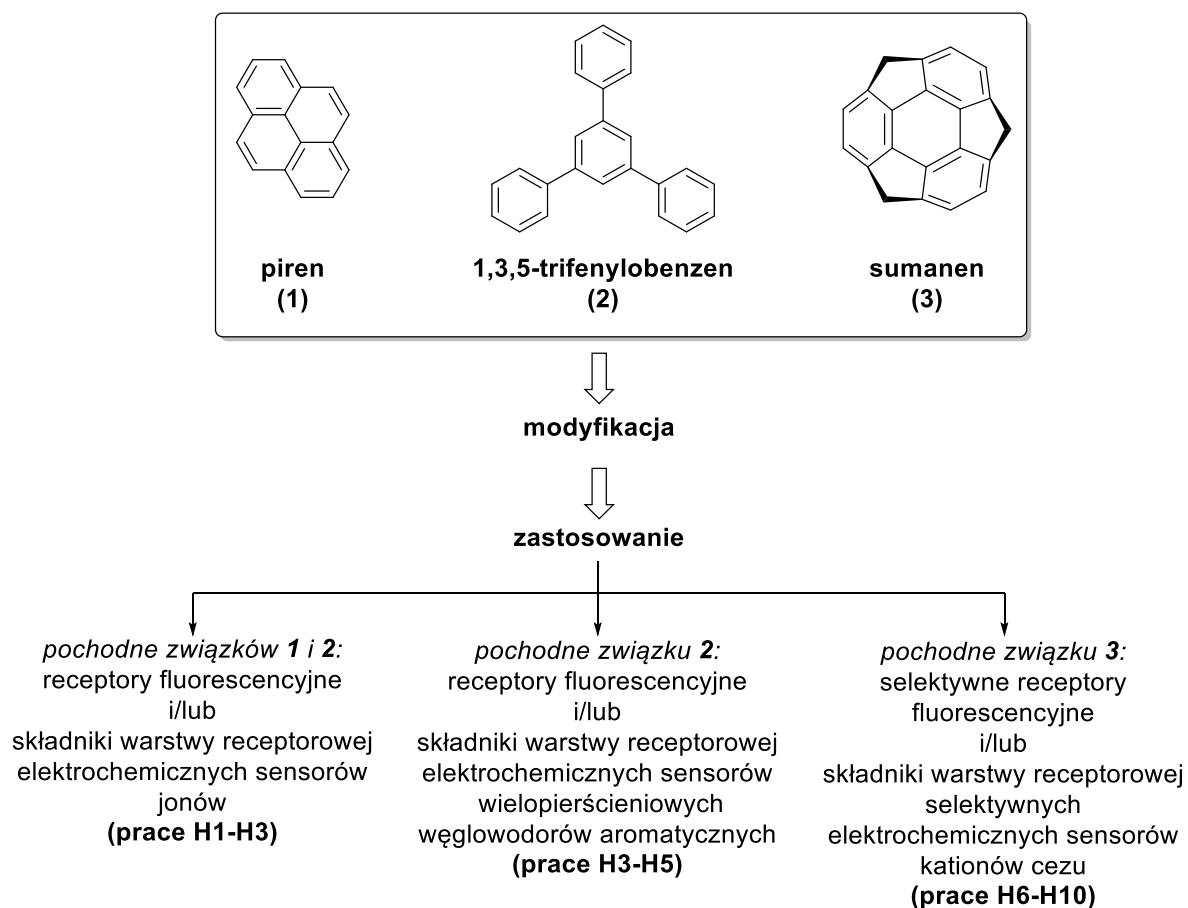 piren
(1)
1,3,5-trifenylobenzen
(2)
sumanen
(3)
modyfikacja
zastosowanie
pochodne związków 1 i 2:
receptory fluorescencyjne
i/lub
składniki warstwy receptorowej
elektrochemicznych sensorów
jonów
(prace H1-H3)
pochodne związku 2:
receptory fluorescencyjne
i/lub
składniki warstwy receptorowej
elektrochemicznych sensorów
wielopierścieniowych
węglowodorów aromatycznych
(prace H3-H5)
pochodne związku 3:
selektywne receptory
fluorescencyjne
i/lub
składniki warstwy receptorowej
selektywnych
elektrochemicznych sensorów
kationów cezu
(prace H6-H10)